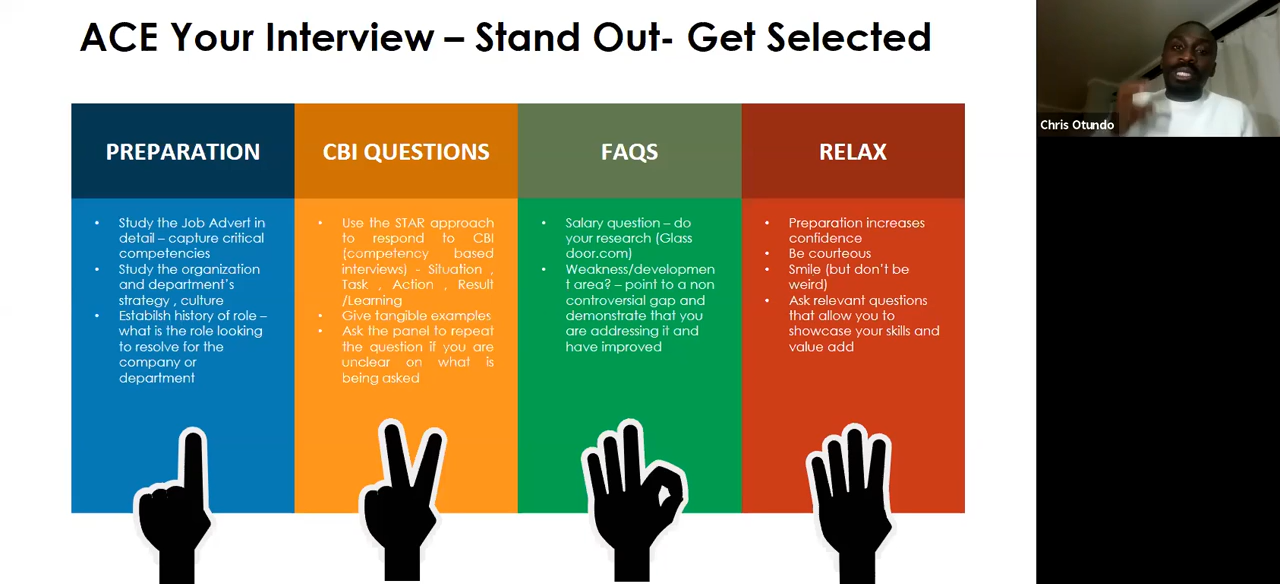 ACE Your Interview – Stand Out- Get Selected
PREPARATION
• Study the Job Advert in
detail – capture critical
competencies
• Study the organization
and department's
strategy , culture
• Estabilsh history of role –
what is the role looking
to resolve for the
company or
department
CBI QUESTIONS
• Use the STAR approach
to respond to CBI
(competency based
interviews) - Situation ,
Task , Action , Result
/Learning
• Give tangible examples
• Ask the panel to repeat
the question if you are
unclear on what is
being asked
FAQS
• Salary question – do
your research (Glass
door.com)
• Weakness/developmen
t area? – point to a non
controversial gap and
demonstrate that you
are addressing it and
have improved
RELAX
• Preparation increases
confidence
• Be courteous
• Smile (but don't be
weird)
• Ask relevant questions
that allow you to
showcase your skills and
value add
Chris Otundo